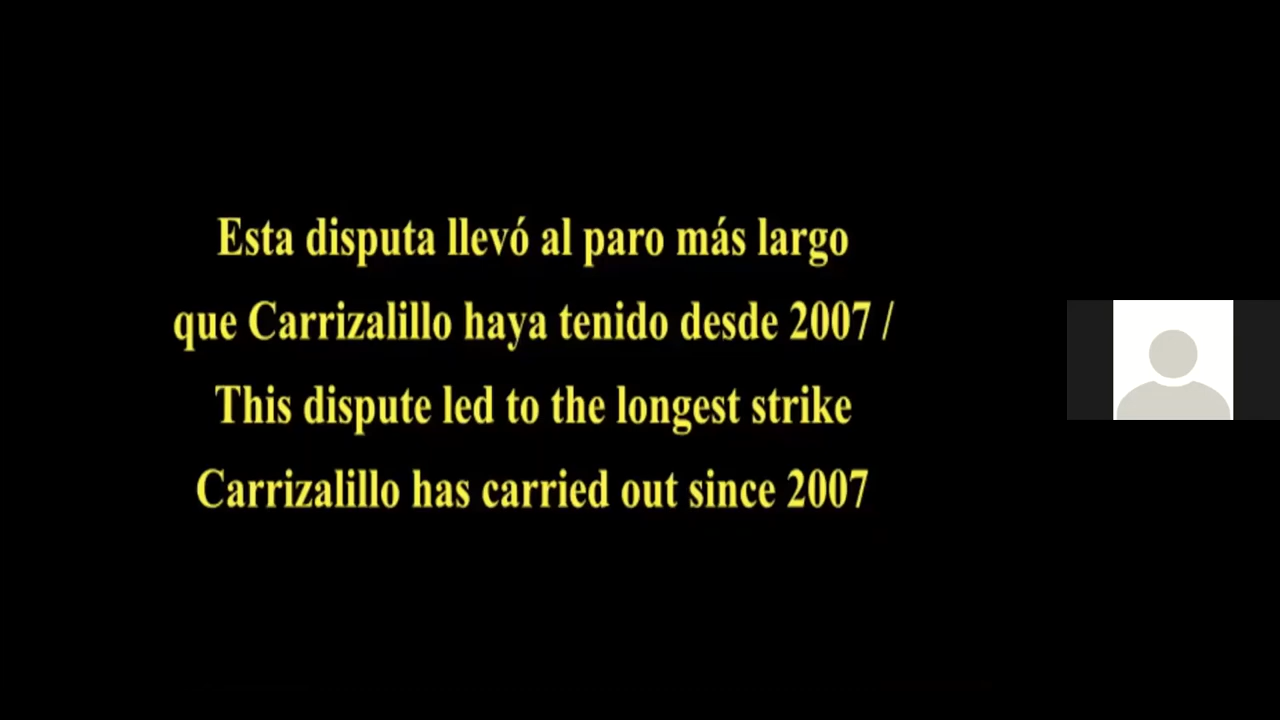 Esta disputa llevó al paro más largo
que Carrizalillo haya tenido desde 2007 /
This dispute led to the longest strike
Carrizalillo has carried out since 2007